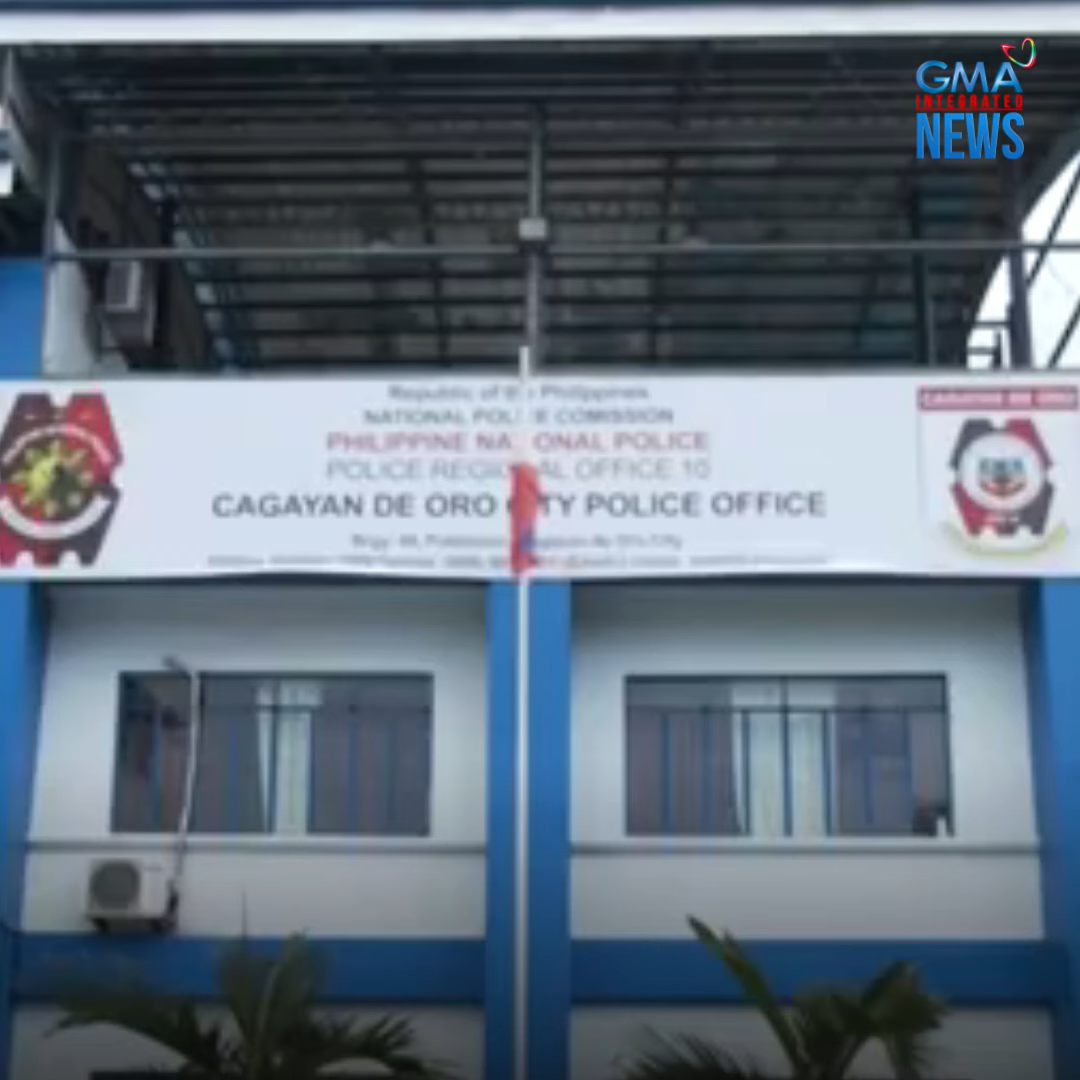 GMA
INTEGRATED
NEWS
Republic of the Philippines
NATIONAL POLICE COMISSION
PHILIPPINE NATIONAL POLICE
POLICE REGIONAL OFFICE 10
CAGAYAN DE ORO CITY POLICE OFFICE
CAGAYAN DE ORO